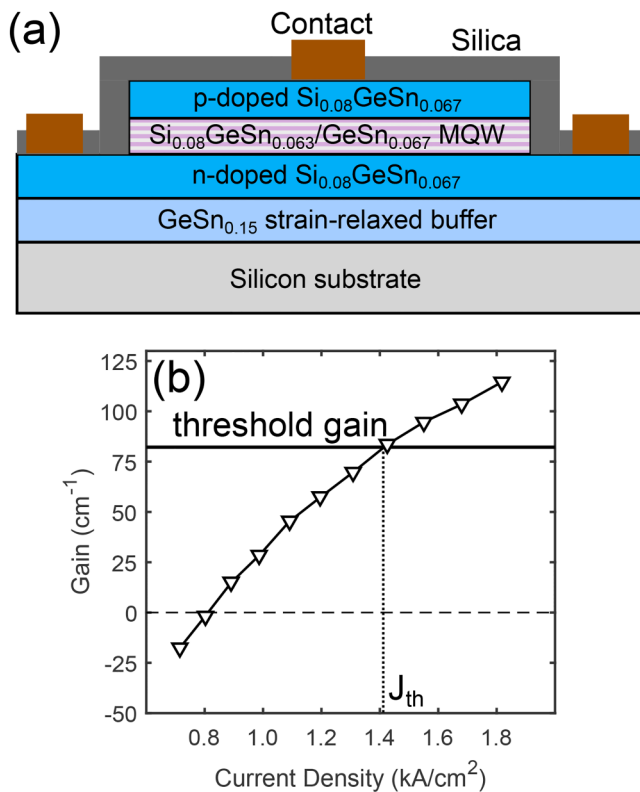 (a)
Contact
Silica
p-doped Si₀.₀₈GeSn₀.₀₆₇
Si₀.₀₈GeSn₀.₀₆₃/GeSn₀.₀₆₇ MQW
n-doped Si₀.₀₈GeSn₀.₀₆₇
GeSn₀.₁₅ strain-relaxed buffer
Silicon substrate
(b)
threshold gain
J_th
125
100
75
50
25
0
-25
-50
Gain (cm⁻¹)
0.8 1.0 1.2 1.4 1.6 1.8
Current Density (kA/cm²)